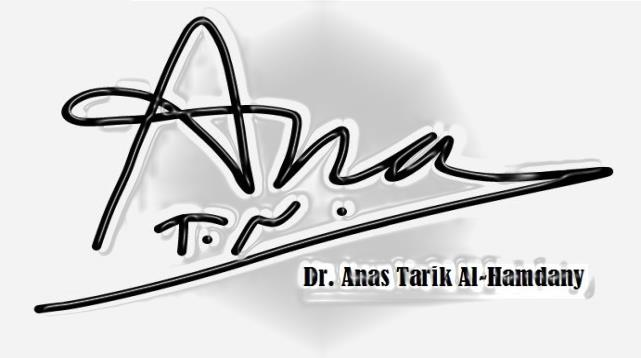 Ana
T.N.
Dr. Anas Tarik Al-Hamdany